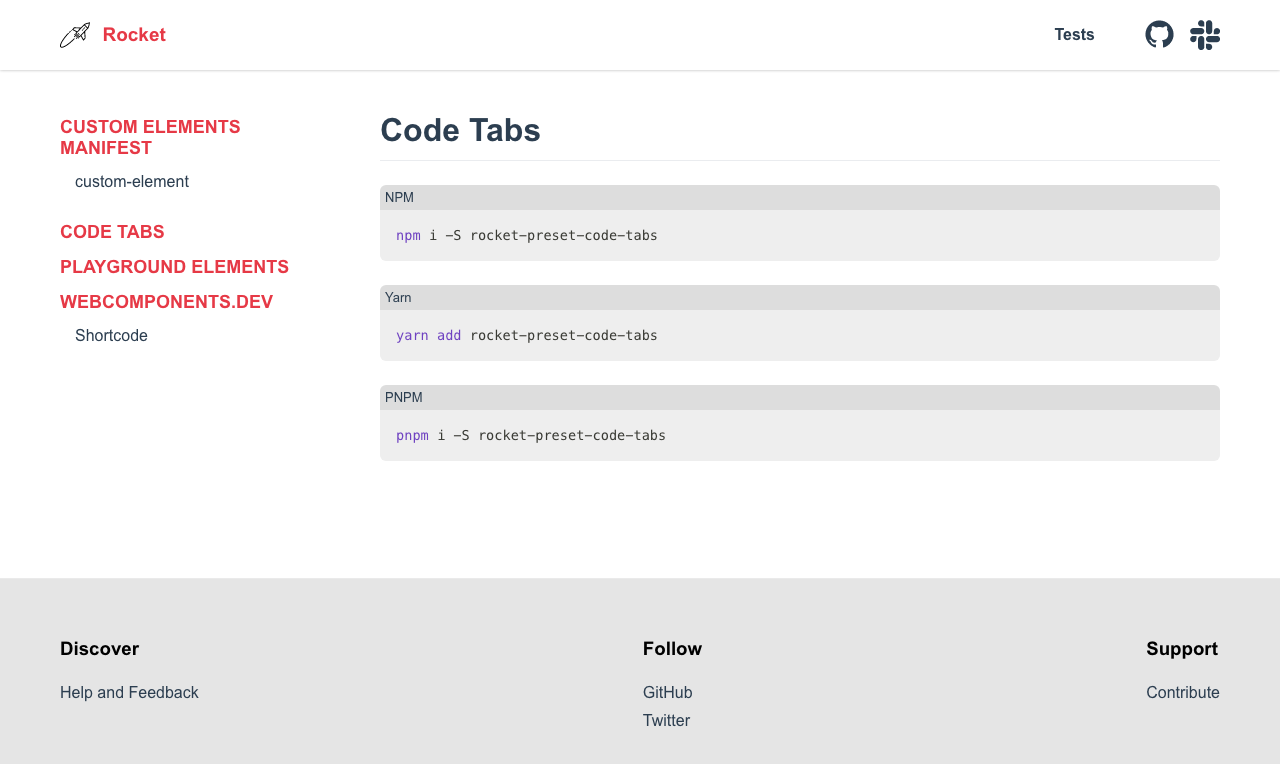 Rocket
Tests
CUSTOM ELEMENTS
MANIFEST
custom-element
CODE TABS
PLAYGROUND ELEMENTS
WEBCOMPONENTS.DEV
Shortcode
Code Tabs
NPM
npm i -S rocket-preset-code-tabs
Yarn
yarn add rocket-preset-code-tabs
PNPM
pnpm i -S rocket-preset-code-tabs
Discover
Help and Feedback
Follow
GitHub
Twitter
Support
Contribute